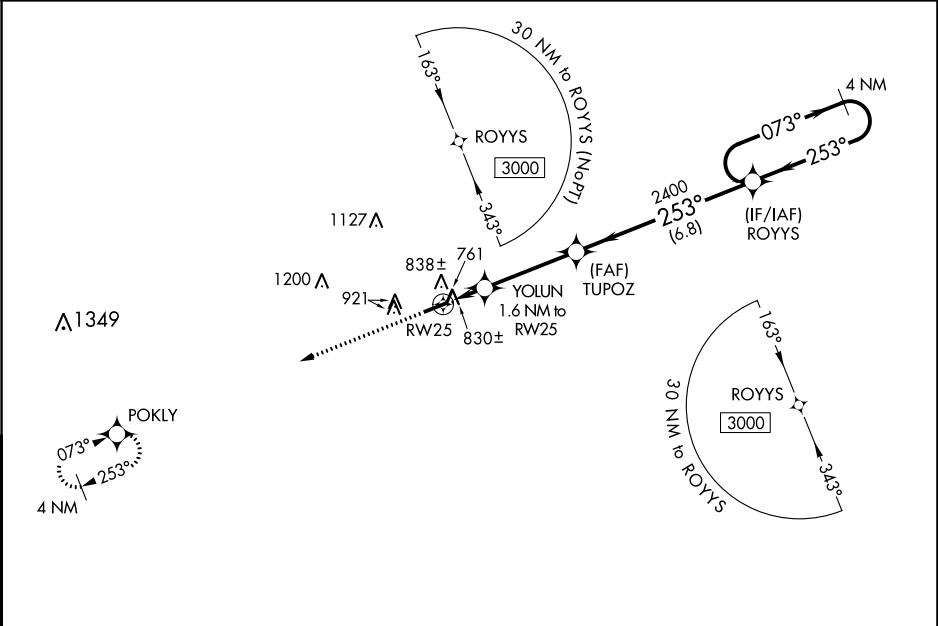 30 NM to ROYYS (NoPT)
163°
ROYYS
3000
343°
4 NM
073°
253°
2400
253°
(6.8)
(IF/IAF)
ROYYS
1127
1200
838±
761
921
(FAF)
TUPOZ
YOLUN
1.6 NM to
RW25
RW25
830±
1349
163°
ROYYS
3000
30 NM to ROYYS
343°
POKLY
073°
253°
4 NM